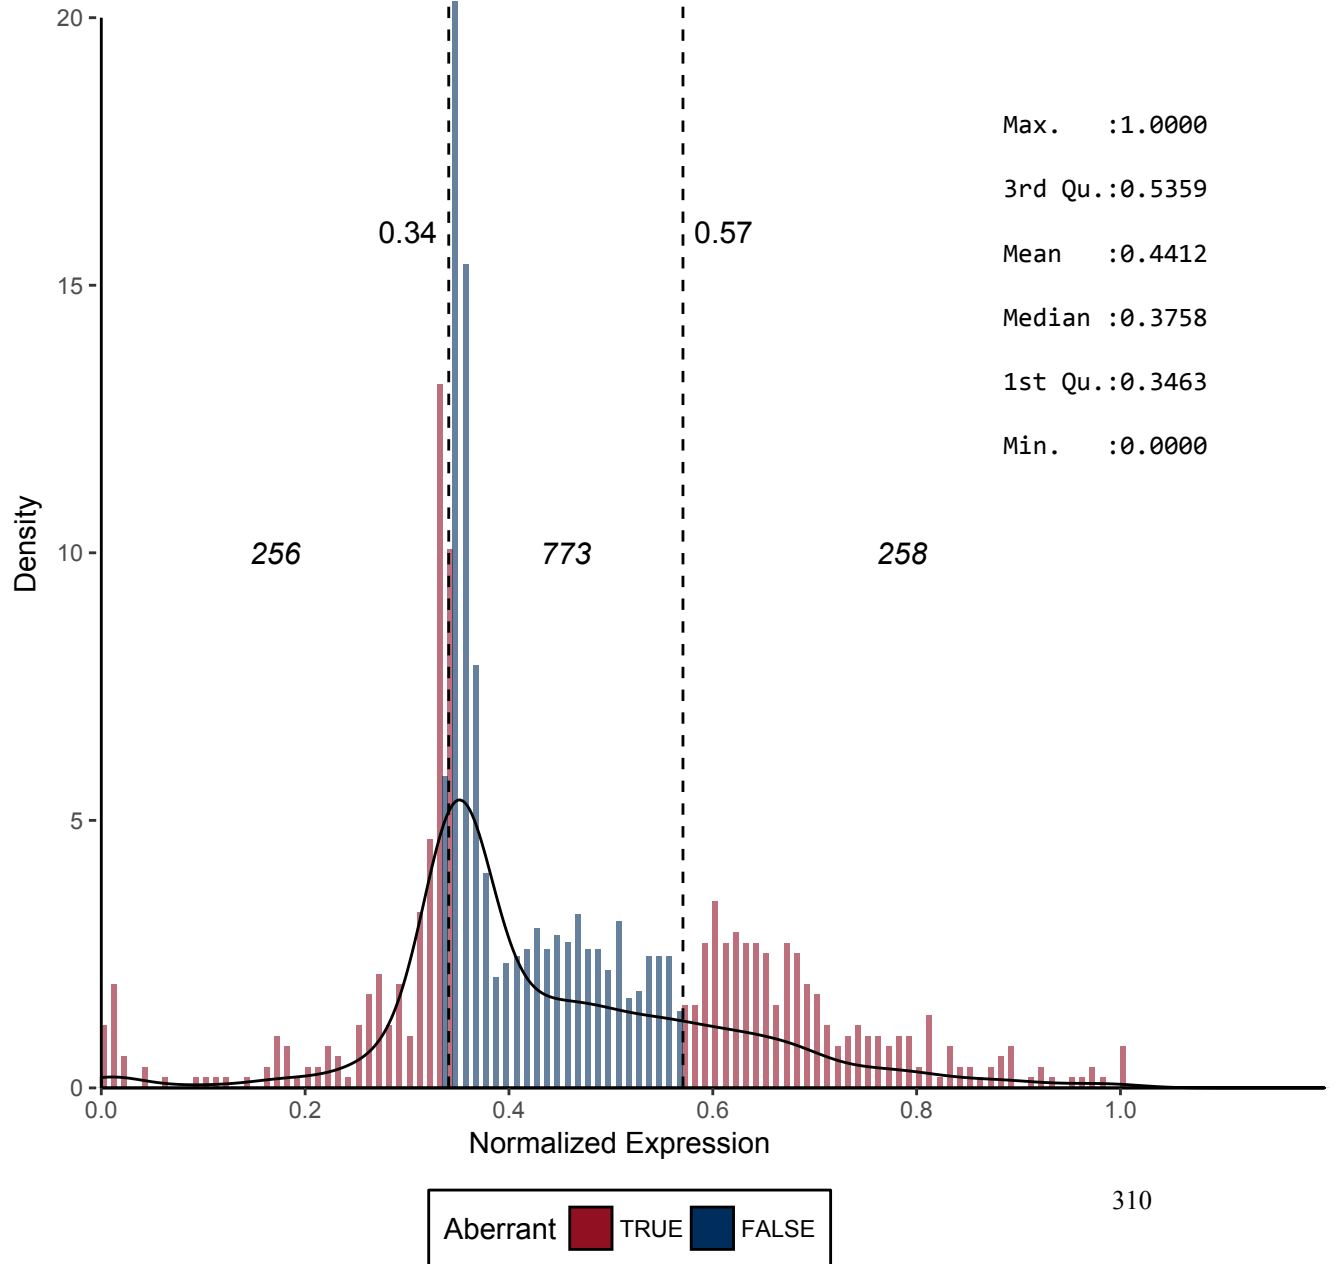 20
Max. :1.0000
3rd Qu.:0.5359
0.34
0.57
Mean :0.4412
15
Median :0.3758
1st Qu.:0.3463
Min. :0.0000
Density
10
256
773
258
5
0
0.0 0.2 0.4 0.6 0.8 1.0
Normalized Expression
310
Aberrant TRUE FALSE